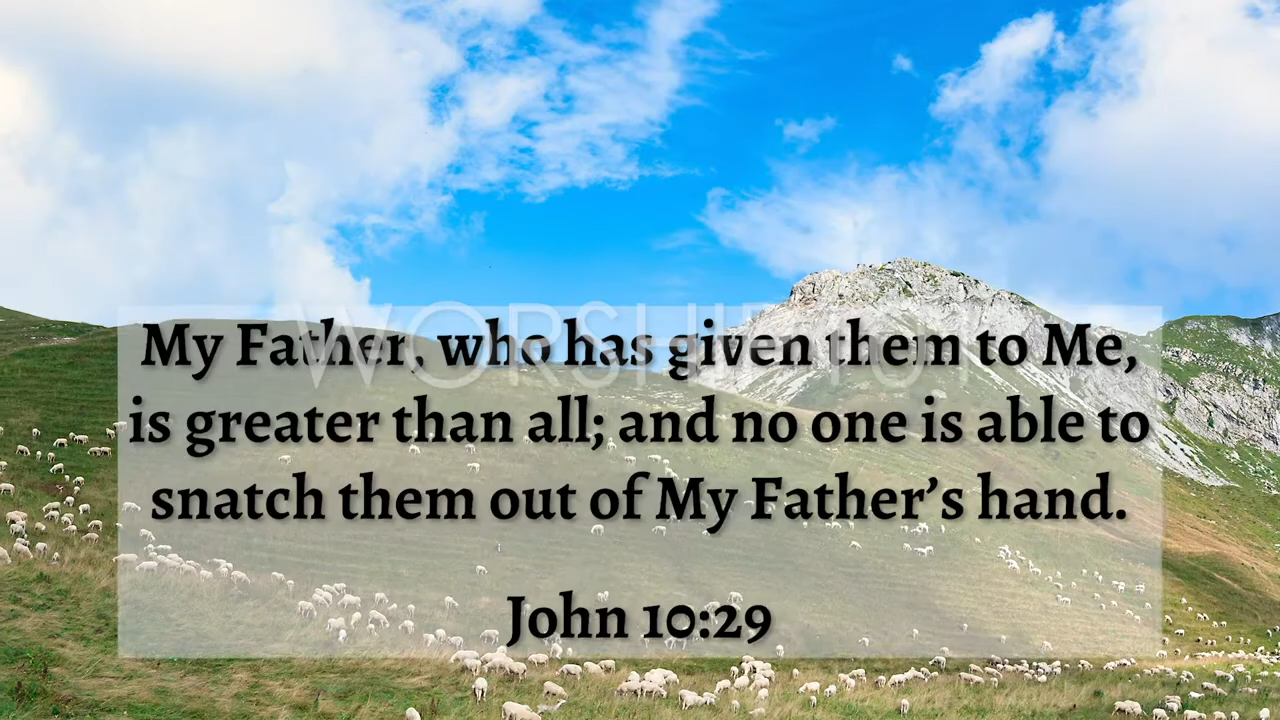 WORSHIP
My Father, who has given them to Me,
is greater than all; and no one is able to
snatch them out of My Father’s hand.
John 10:29